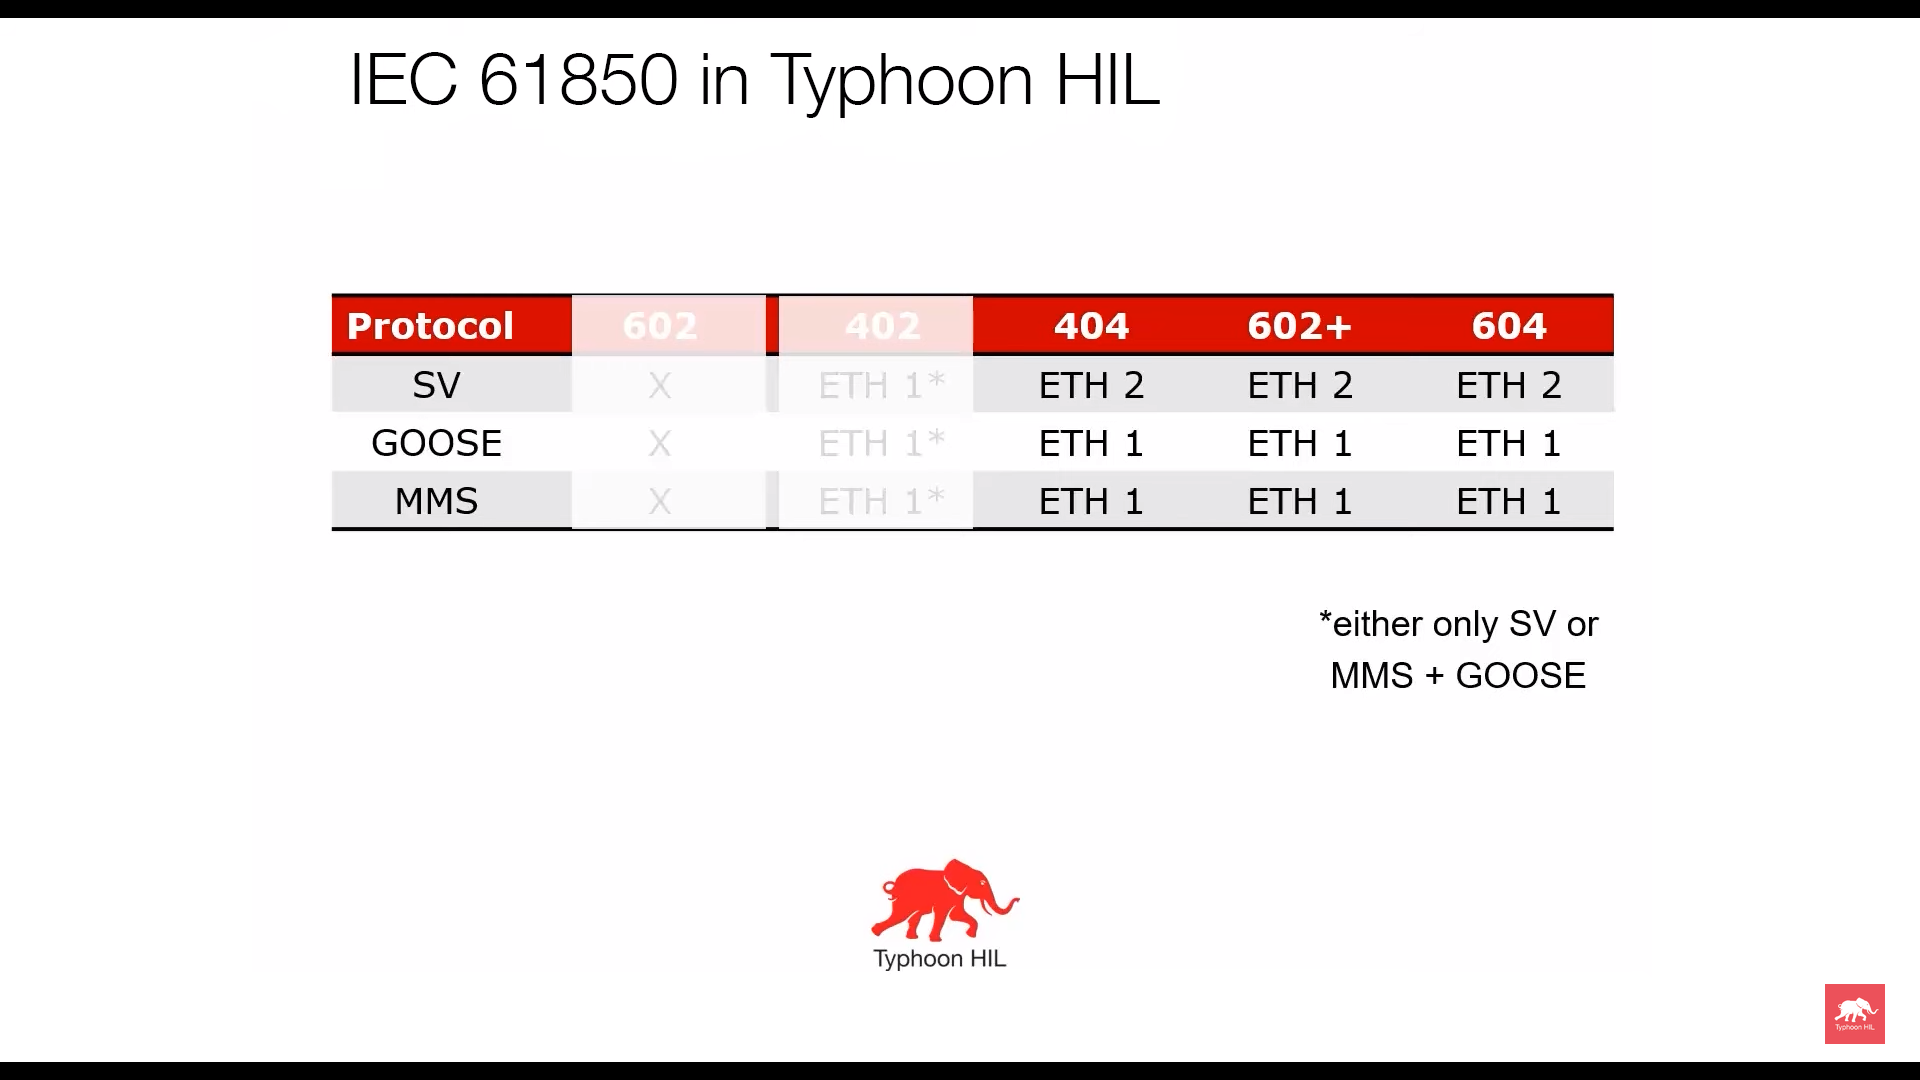 IEC 61850 in Typhoon HIL
Protocol 602 402 404 602+ 604
SV X ETH 1* ETH 2 ETH 2 ETH 2
GOOSE X ETH 1* ETH 1 ETH 1 ETH 1
MMS X ETH 1* ETH 1 ETH 1 ETH 1
*either only SV or
MMS + GOOSE
Typhoon HIL
Typhoon HIL